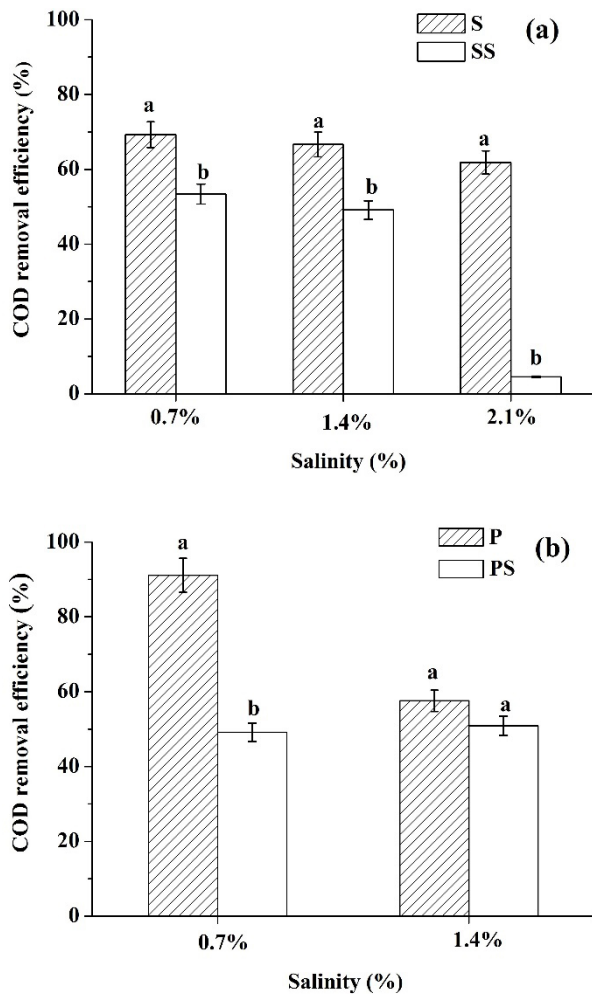 S
SS
(a)
COD removal efficiency (%)
100
80
60
40
20
0
a
b
a
b
a
b
0.7%
1.4%
2.1%
Salinity (%)
P
PS
(b)
COD removal efficiency (%)
100
80
60
40
20
0
a
b
a
a
0.7%
1.4%
Salinity (%)